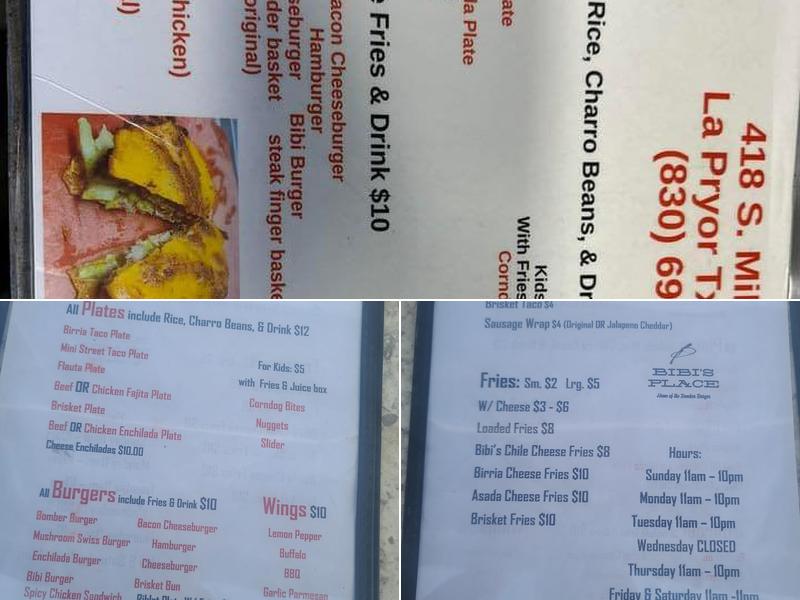 418 S. Mi
La Pryor Tx
(830) 69
Rice, Charro Beans, & Dr
Kids
With Fries
Corndo
ate
la Plate
e Fries & Drink $10
acon Cheeseburger
Hamburger
seburger Bibi Burger
der basket steak finger baske
original)
hicken)
al)
All Plates include Rice, Charro Beans, & Drink $12
Birria Taco Plate
Mini Street Taco Plate
Flauta Plate
Beef OR Chicken Fajita Plate
Brisket Plate
Beef OR Chicken Enchilada Plate
Cheese Enchiladas $10.00
For Kids: $5
with Fries & Juice box
Corndog Bites
Nuggets
Slider
All Burgers include Fries & Drink $10
Bomber Burger
Mushroom Swiss Burger
Enchilada Burger
Bibi Burger
Spicy Chicken Sandwich
Bacon Cheeseburger
Hamburger
Cheeseburger
Brisket Bun
Wings $10
Lemon Pepper
Buffalo
BBQ
Garlic Parmesan
Brisket Taco $4
Sausage Wrap $4 (Original OR Jalapeno Cheddar)
BIBI'S
PLACE
Fries: Sm. $2 Lrg. $5
W/ Cheese $3 - $6
Loaded Fries $8
Bibi's Chile Cheese Fries $8
Birria Cheese Fries $10
Asada Cheese Fries $10
Brisket Fries $10
Hours:
Sunday 11am – 10pm
Monday 11am – 10pm
Tuesday 11am – 10pm
Wednesday CLOSED
Thursday 11am – 10pm
Friday & Saturday 11am -11pm